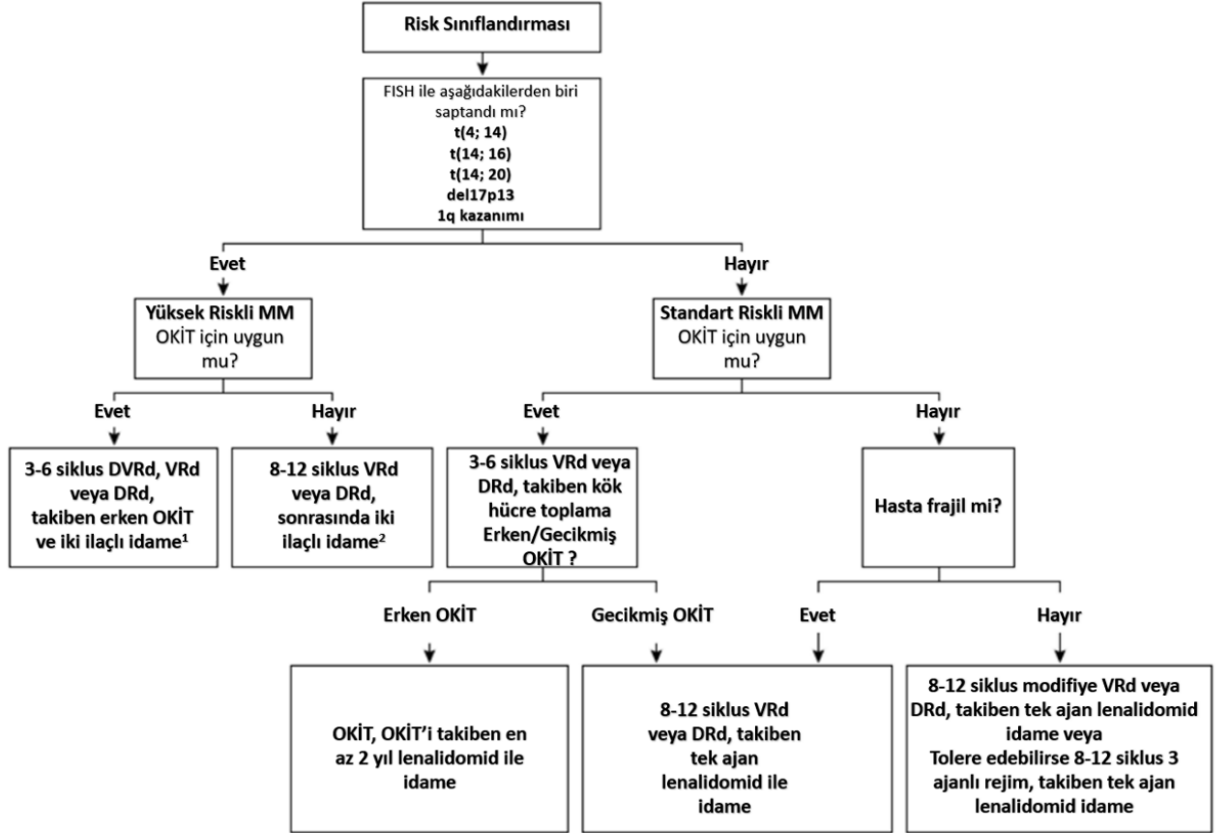 Risk Sınıflandırması
FISH ile aşağıdakilerden biri
saptandı mı?
t(4; 14)
t(14; 16)
t(14; 20)
del17p13
1q kazanımı
Evet
Hayır
Yüksek Riskli MM
OKİT için uygun
mu?
Standart Riskli MM
OKİT için uygun
mu?
Evet
Hayır
Evet
Hayır
3-6 siklus DVRd, VRd
veya DRd,
takiben erken OKİT
ve iki ilaçlı idame¹
8-12 siklus VRd
veya DRd,
sonrasında iki
ilaçlı idame²
3-6 siklus VRd veya
DRd, takiben kök
hücre toplama
Erken/Gecikmiş
OKİT ?
Hasta frajil mi?
Erken OKİT
Gecikmiş OKİT
Evet
Hayır
OKİT, OKİT’i takiben en
az 2 yıl lenalidomid ile
idame
8-12 siklus VRd
veya DRd, takiben
tek ajan
lenalidomid ile
idame
8-12 siklus modifiye VRd veya
DRd, takiben tek ajan lenalidomid
idame veya
Tolere edebilirse 8-12 siklus 3
ajanlı rejim, takiben tek ajan
lenalidomid idame